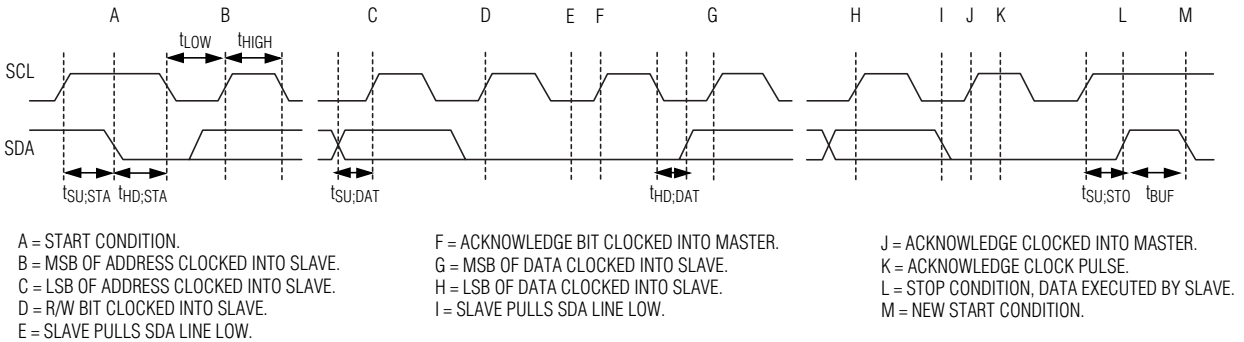 A B C D E F G H I J K L M
tLOW tHIGH
SCL
SDA
tSU;STA tHD;STA tSU;DAT tHD;DAT tSU;STO tBUF
A = START CONDITION.
B = MSB OF ADDRESS CLOCKED INTO SLAVE.
C = LSB OF ADDRESS CLOCKED INTO SLAVE.
D = R/W BIT CLOCKED INTO SLAVE.
E = SLAVE PULLS SDA LINE LOW.
F = ACKNOWLEDGE BIT CLOCKED INTO MASTER.
G = MSB OF DATA CLOCKED INTO SLAVE.
H = LSB OF DATA CLOCKED INTO SLAVE.
I = SLAVE PULLS SDA LINE LOW.
J = ACKNOWLEDGE CLOCKED INTO MASTER.
K = ACKNOWLEDGE CLOCK PULSE.
L = STOP CONDITION, DATA EXECUTED BY SLAVE.
M = NEW START CONDITION.